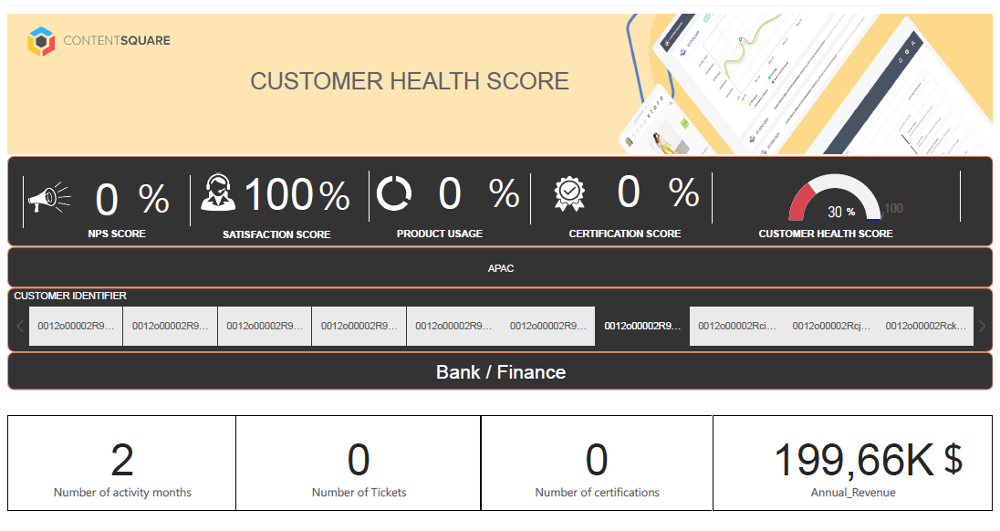 CONTENTSQUARE
CUSTOMER HEALTH SCORE
0 %
100 %
0 %
0 %
30 %
100
NPS SCORE
SATISFACTION SCORE
PRODUCT USAGE
CERTIFICATION SCORE
CUSTOMER HEALTH SCORE
APAC
CUSTOMER IDENTIFIER
0012o00002R9...
0012o00002R9...
0012o00002R9...
0012o00002R9...
0012o00002R9...
0012o00002R9...
0012o00002R9...
0012o00002Rci...
0012o00002Rcj...
0012o00002Rck...
Bank / Finance
2
Number of activity months
0
Number of Tickets
0
Number of certifications
199,66K $
Annual_Revenue